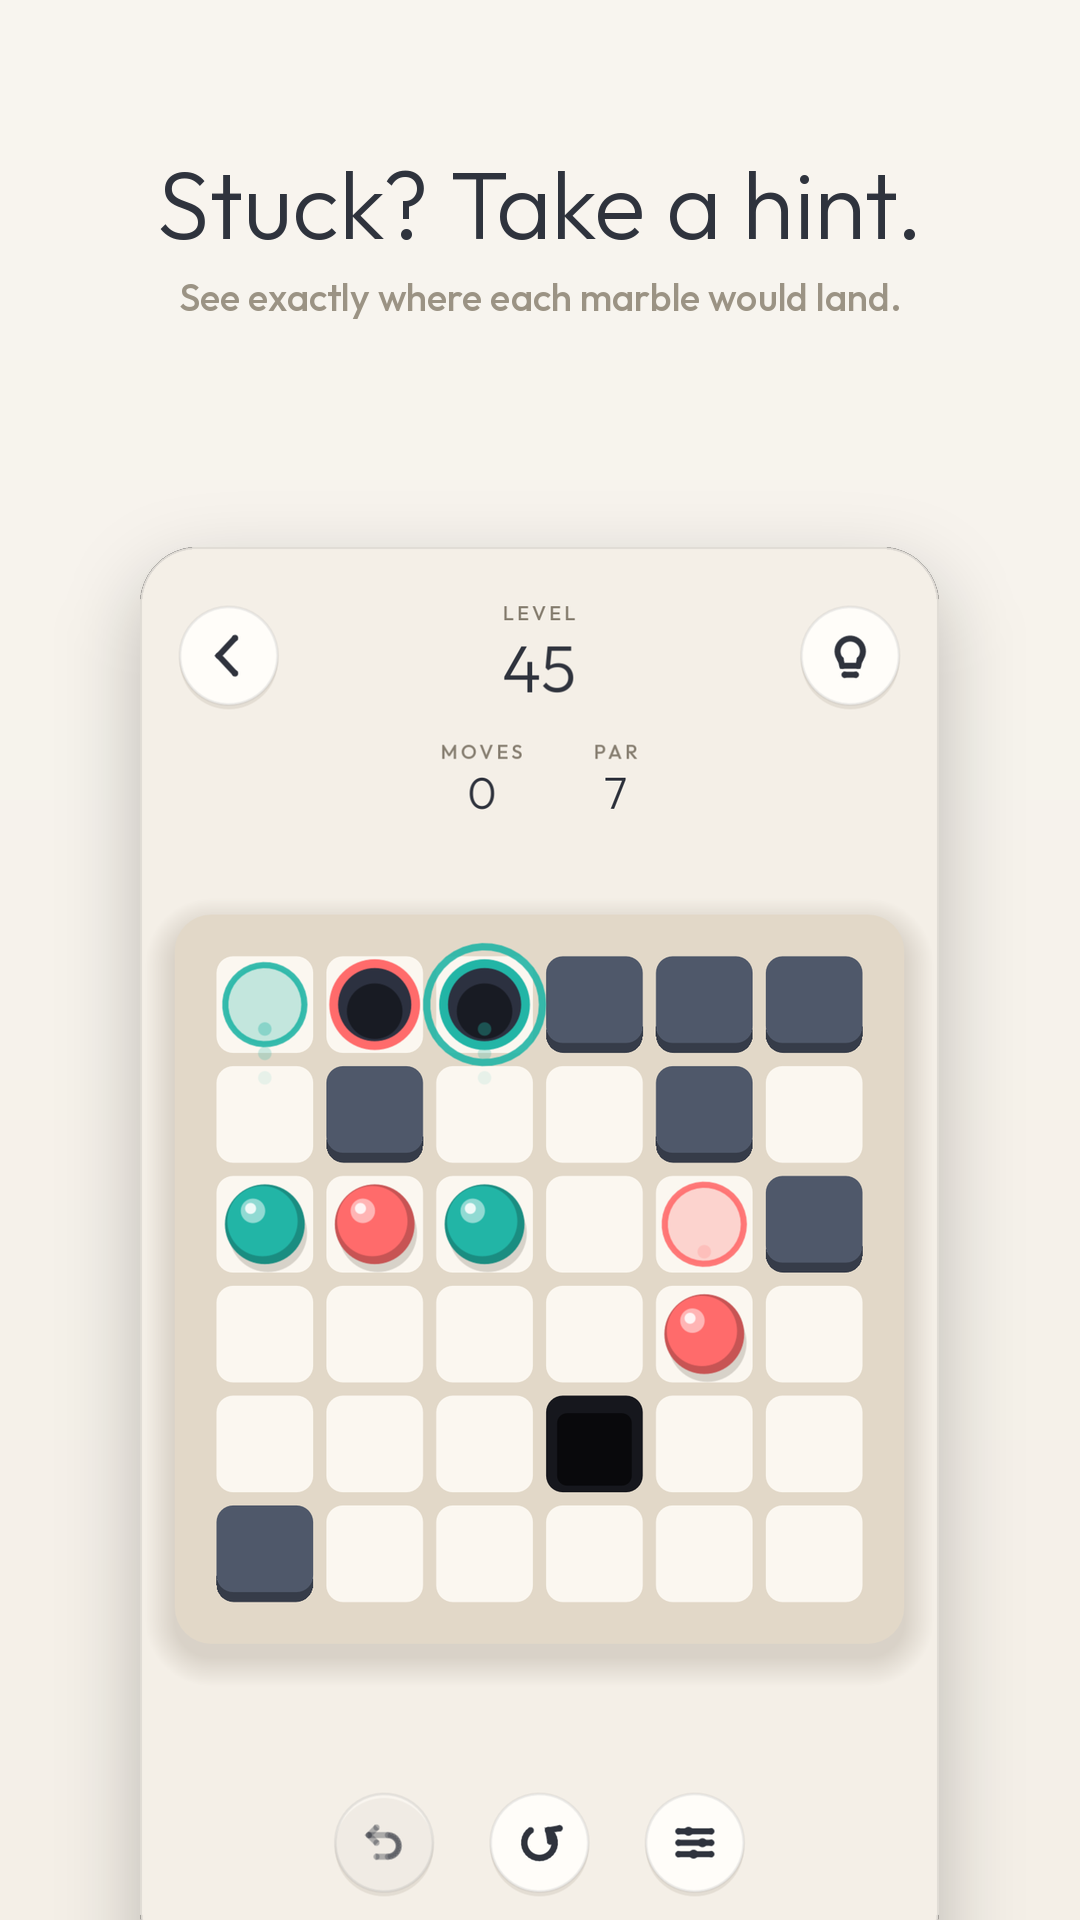 Stuck? Take a hint.
See exactly where each marble would land.
LEVEL
45
MOVES PAR
0 7